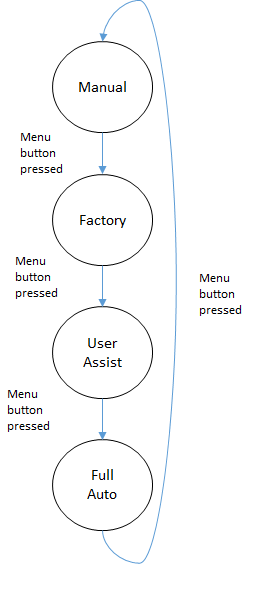 Manual
Menu
button
pressed
Factory
Menu
button
pressed
Menu
button
pressed
User
Assist
Menu
button
pressed
Full
Auto